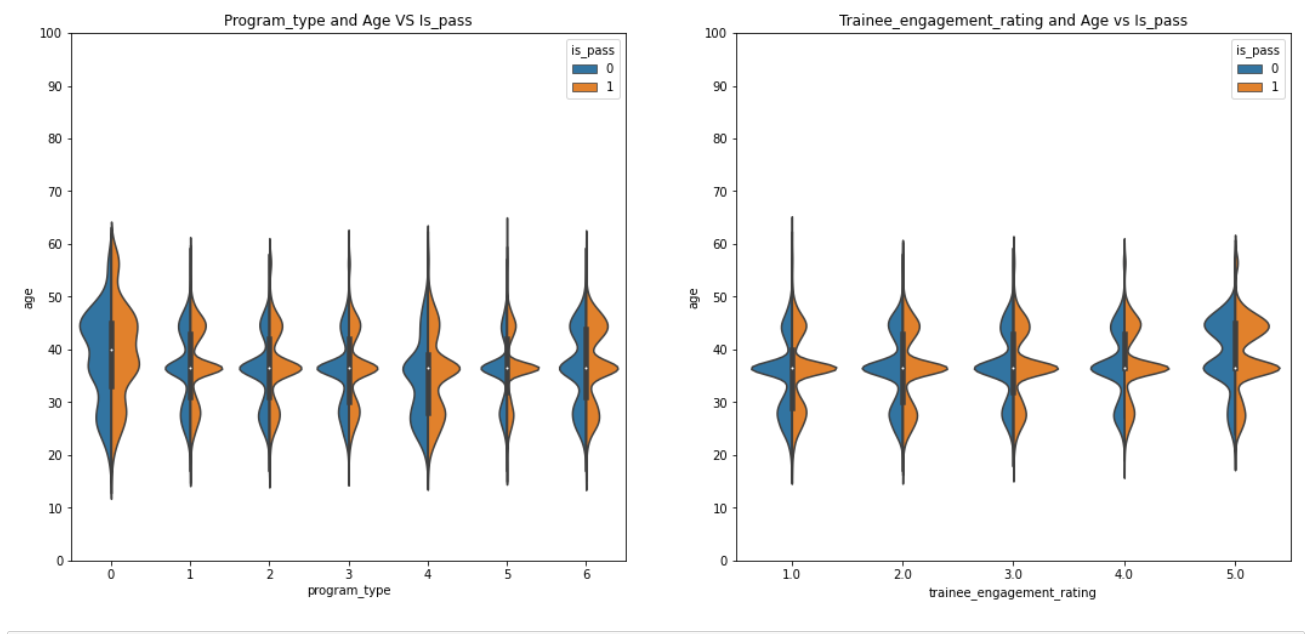 Program_type and Age VS Is_pass
100
90
80
70
60
50
40
30
20
10
0
age
is_pass
0
1
0 1 2 3 4 5 6
program_type
Trainee_engagement_rating and Age vs Is_pass
100
90
80
70
60
50
40
30
20
10
0
age
is_pass
0
1
1.0 2.0 3.0 4.0 5.0
trainee_engagement_rating